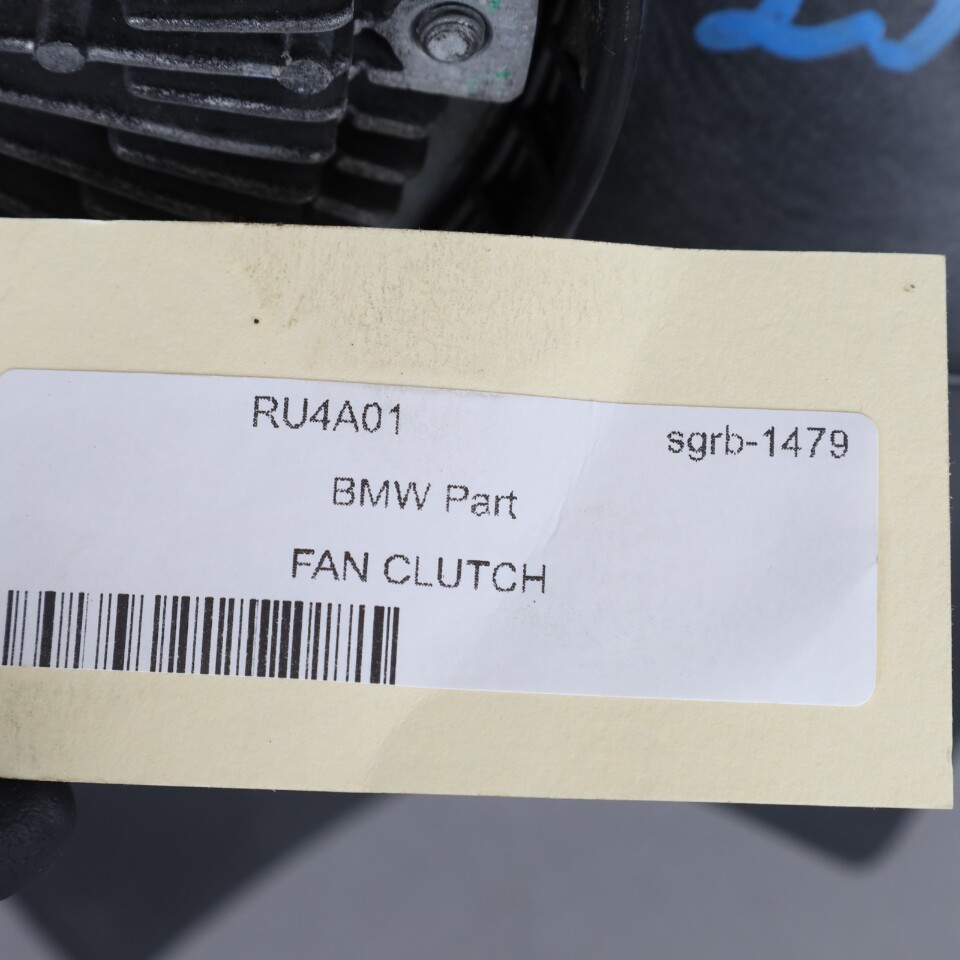 RU4A01
sgrb-1479
BMW Part
FAN CLUTCH